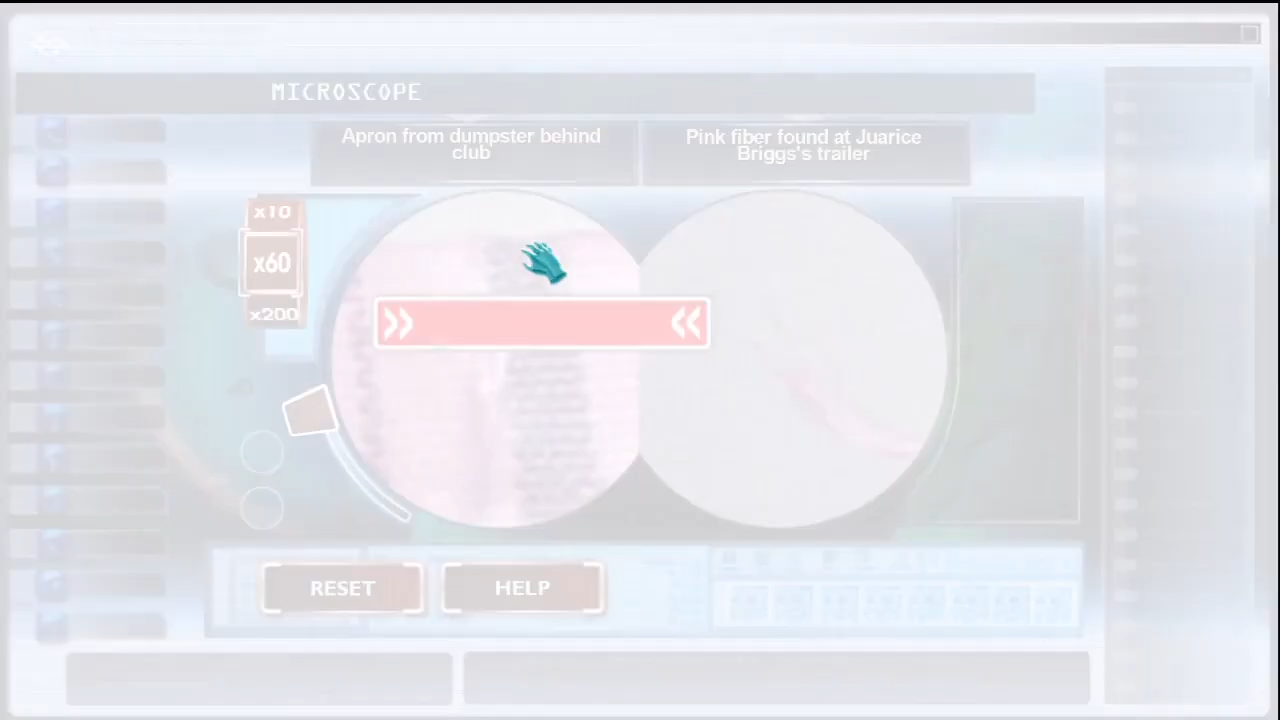 MICROSCOPE
Apron from dumpster behind
club
Pink fiber found at Juarice
Briggs's trailer
x10
x60
x200
RESET
HELP